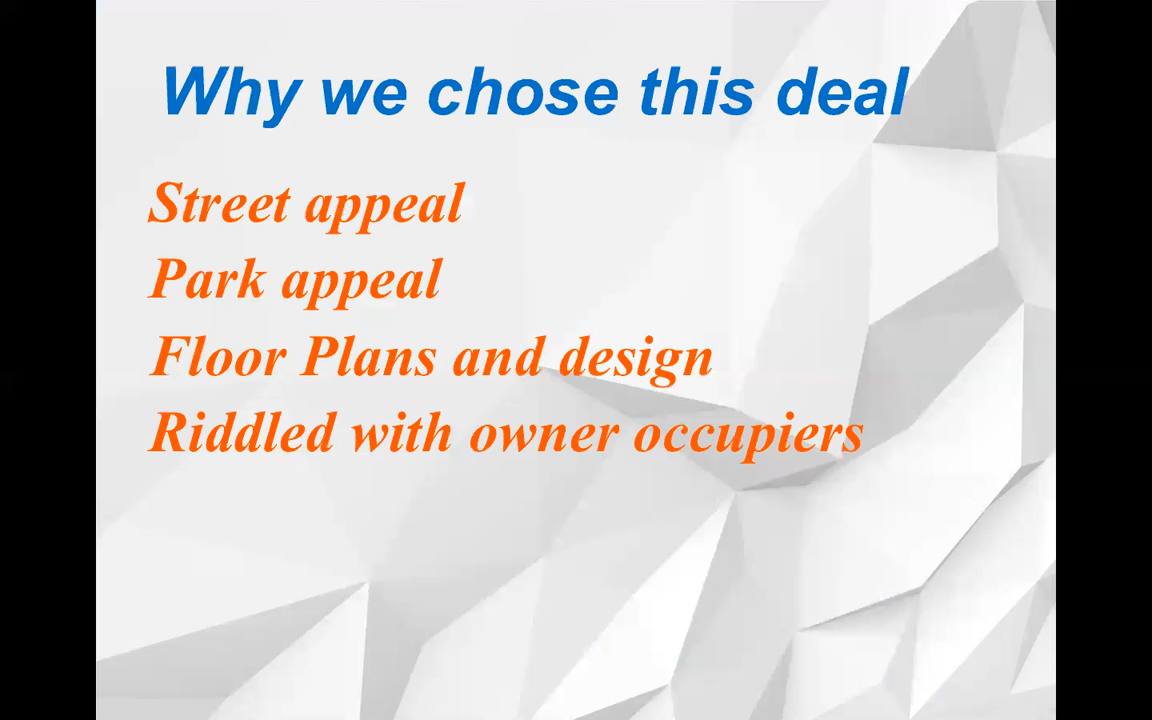 Why we chose this deal
Street appeal
Park appeal
Floor Plans and design
Riddled with owner occupiers